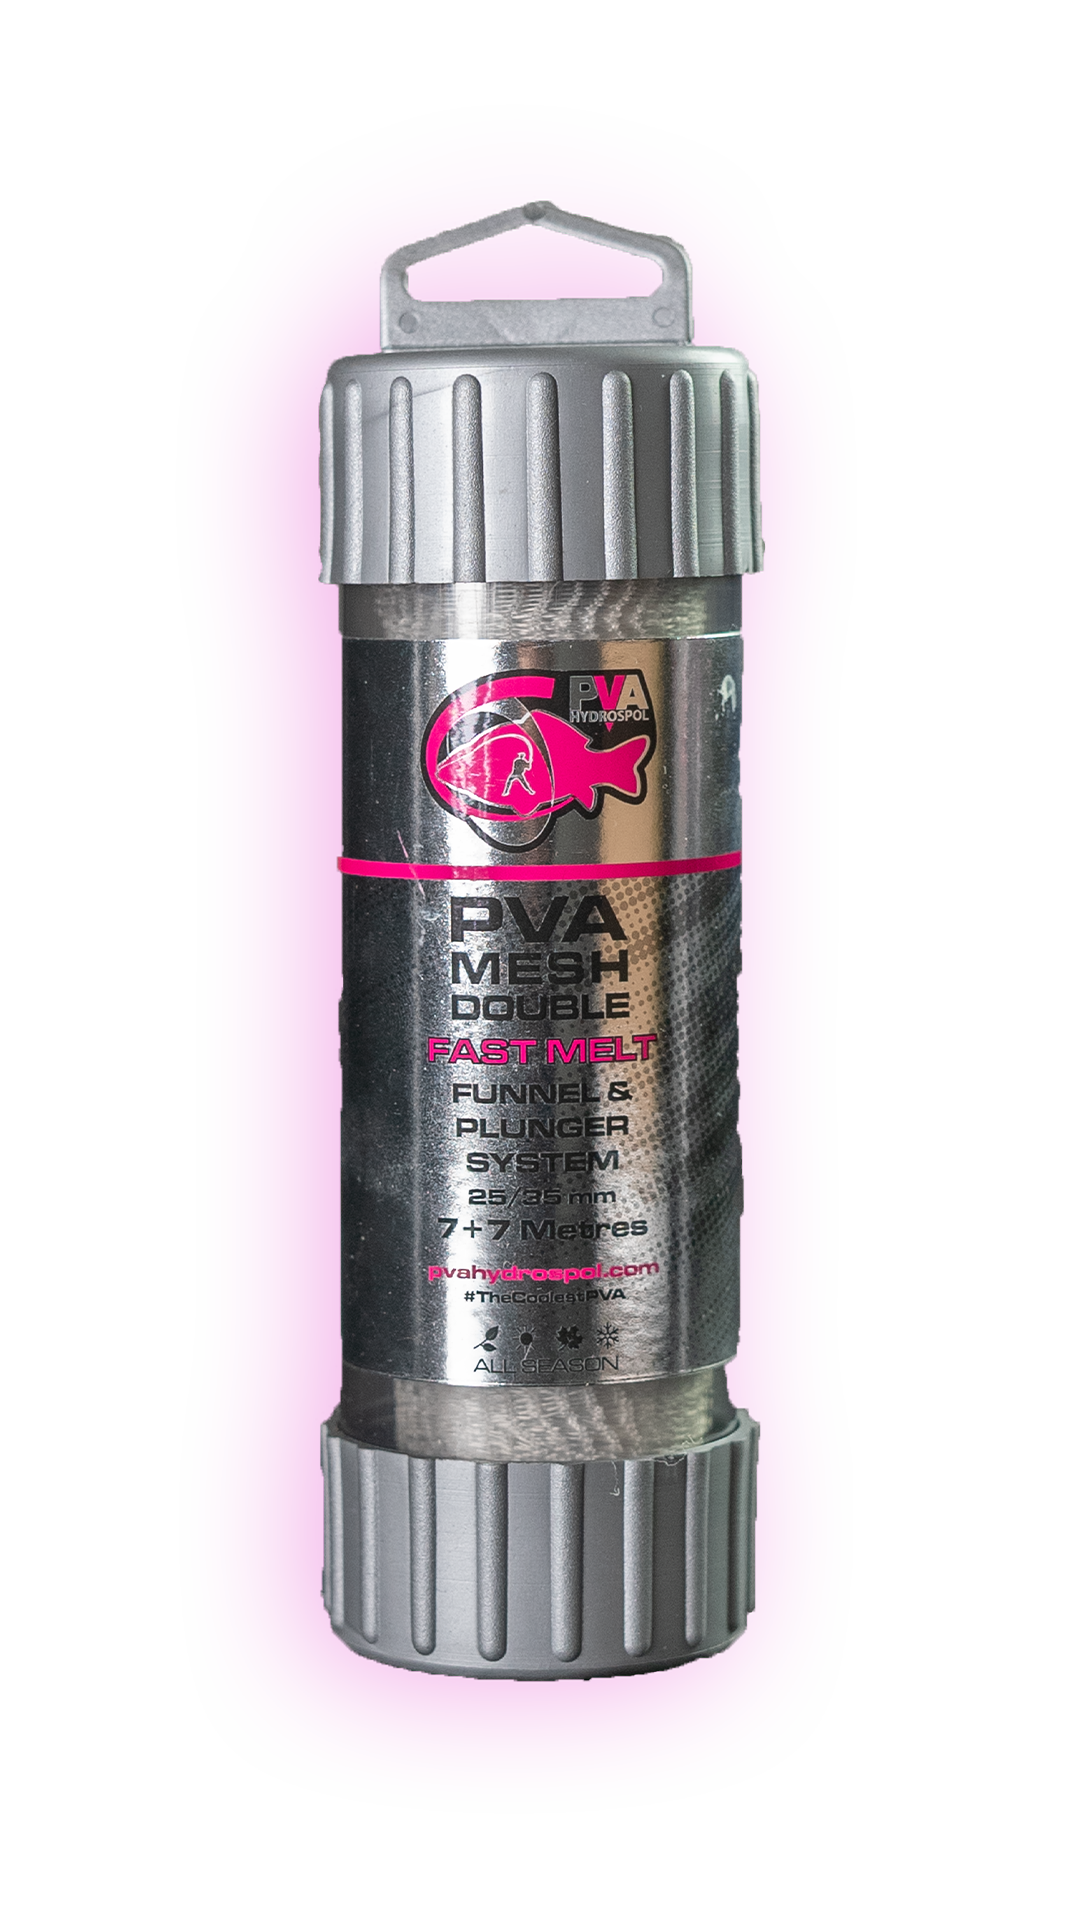 PVA
HYDROSPOL
PVA
MESH
DOUBLE
FAST MELT
FUNNEL &
PLUNGER
SYSTEM
25/35 mm
7+7 Metres
pvahydrospol.com
#TheCoolestPVA
ALL SEASON